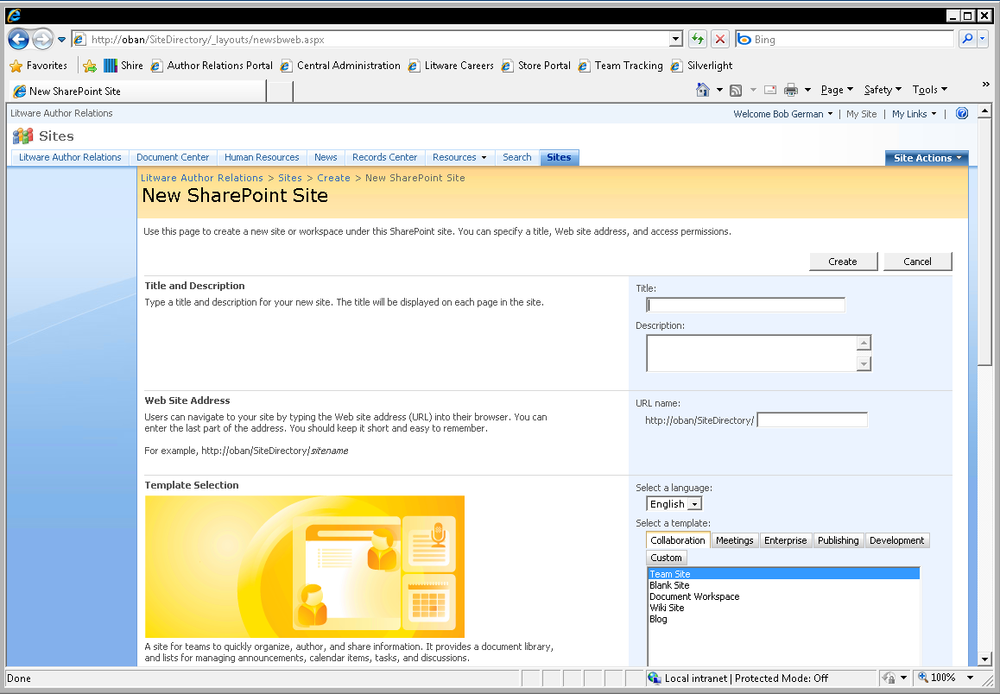 http://oban/SiteDirectory/_layouts/newsbweb.aspx
Bing
Favorites
Shire
Author Relations Portal
Central Administration
Litware Careers
Store Portal
Team Tracking
Silverlight
New SharePoint Site
Page
Safety
Tools
»
Litware Author Relations
Welcome Bob German
| My Site
| My Links
|
Sites
Litware Author Relations
Document Center
Human Resources
News
Records Center
Resources
Search
Sites
Site Actions
Litware Author Relations > Sites > Create > New SharePoint Site
New SharePoint Site
Use this page to create a new site or workspace under this SharePoint site. You can specify a title, Web site address, and access permissions.
Create
Cancel
Title and Description
Type a title and description for your new site. The title will be displayed on each page in the site.
Title:
Description:
Web Site Address
Users can navigate to your site by typing the Web site address (URL) into their browser. You can
enter the last part of the address. You should keep it short and easy to remember.
For example, http://oban/SiteDirectory/sitename
URL name:
http://oban/SiteDirectory/
Template Selection
A site for teams to quickly organize, author, and share information. It provides a document library,
and lists for managing announcements, calendar items, tasks, and discussions.
Select a language:
English
Select a template:
Collaboration
Meetings
Enterprise
Publishing
Development
Custom
Team Site
Blank Site
Document Workspace
Wiki Site
Blog
Done
Local intranet | Protected Mode: Off
100%